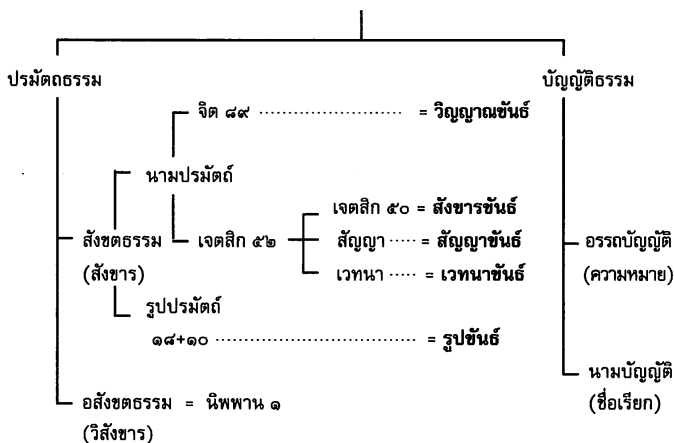 ปรมัตถธรรม
บัญญัติธรรม
จิต ๘๙ ........................... = วิญญาณขันธ์
นามปรมัตถ์
เจตสิก ๕๐ = สังขารขันธ์
สังขตธรรม
เจตสิก ๕๒
สัญญา ..... = สัญญาขันธ์
อรรถบัญญัติ
(สังขาร)
เวทนา ..... = เวทนาขันธ์
(ความหมาย)
รูปปรมัตถ์
๑๘+๑๐ ................................. = รูปขันธ์
นามบัญญัติ
อสังขตธรรม = นิพพาน ๑
(ชื่อเรียก)
(วิสังขาร)